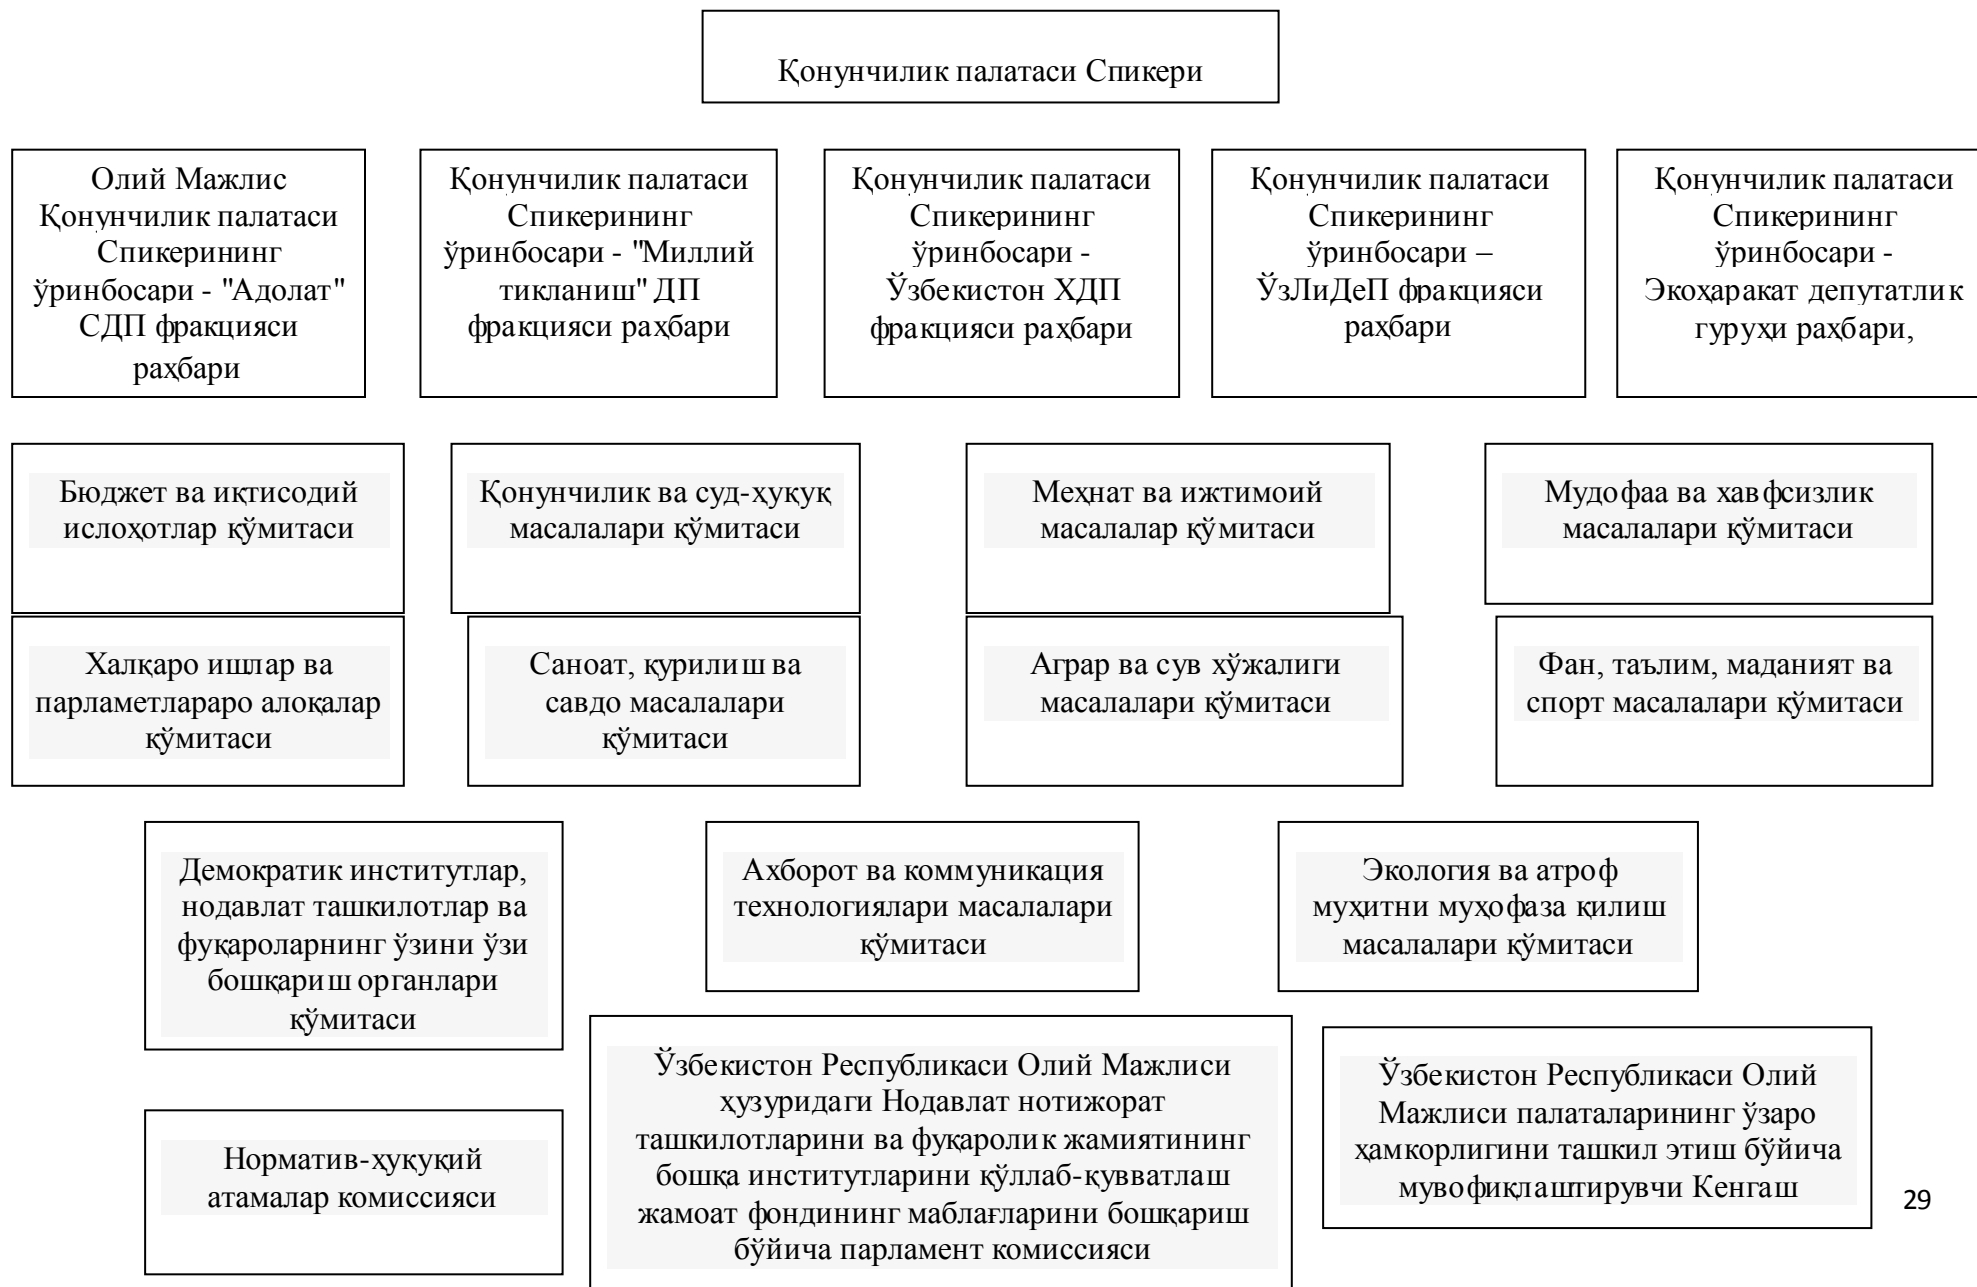 Қонунчилик палатаси Спикери
Олий Мажлис
Қонунчилик палатаси
Спикерининг
ўринбосари - "Адолат"
СДП фракцияси
раҳбари
Қонунчилик палатаси
Спикерининг
ўринбосари - "Миллий
тикланиш" ДП
фракцияси раҳбари
Қонунчилик палатаси
Спикерининг
ўринбосари -
Ўзбекистон ХДП
фракцияси раҳбари
Қонунчилик палатаси
Спикерининг
ўринбосари –
ЎзЛиДеП фракцияси
раҳбари
Қонунчилик палатаси
Спикерининг
ўринбосари -
Экоҳаракат депутатлик
гуруҳи раҳбари,
Бюджет ва иқтисодий
ислоҳотлар қўмитаси
Қонунчилик ва суд-ҳуқуқ
масалалари қўмитаси
Меҳнат ва ижтимоий
масалалар қўмитаси
Мудофаа ва хавфсизлик
масалалари қўмитаси
Халқаро ишлар ва
парламетлараро алоқалар
қўмитаси
Саноат, қурилиш ва
савдо масалалари
қўмитаси
Аграр ва сув хўжалиги
масалалари қўмитаси
Фан, таълим, маданият ва
спорт масалалари қўмитаси
Демократик институтлар,
нодавлат ташкилотлар ва
фуқароларнинг ўзини ўзи
бошқариш органлари
қўмитаси
Ахборот ва коммуникация
технологиялари масалалари
қўмитаси
Экология ва атроф
муҳитни муҳофаза қилиш
масалалари қўмитаси
Норматив-ҳуқуқий
атамалар комиссияси
Ўзбекистон Республикаси Олий Мажлиси
ҳузуридаги Нодавлат нотижорат
ташкилотларини ва фуқаролик жамиятининг
бошқа институтларини қўллаб-қувватлаш
жамоат фондининг маблағларини бошқариш
бўйича парламент комиссияси
Ўзбекистон Республикаси Олий
Мажлиси палаталарининг ўзаро
ҳамкорлигини ташкил этиш бўйича
мувофиқлаштирувчи Кенгаш
29